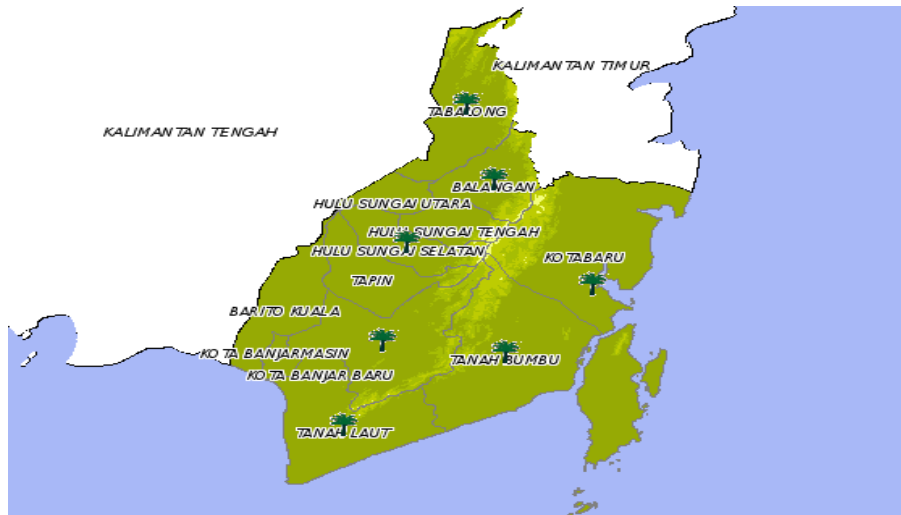 KALIMANTAN TIMUR
TABALONG
KALIMANTAN TENGAH
BALANGAN
HULU SUNGAI UTARA
HULU SUNGAI TENGAH
HULU SUNGAI SELATAN
KOTABARU
TAPIN
BARITO KUALA
KOTA BANJARMASIN
TANAH BUMBU
KOTA BANJAR BARU
TANAH LAUT